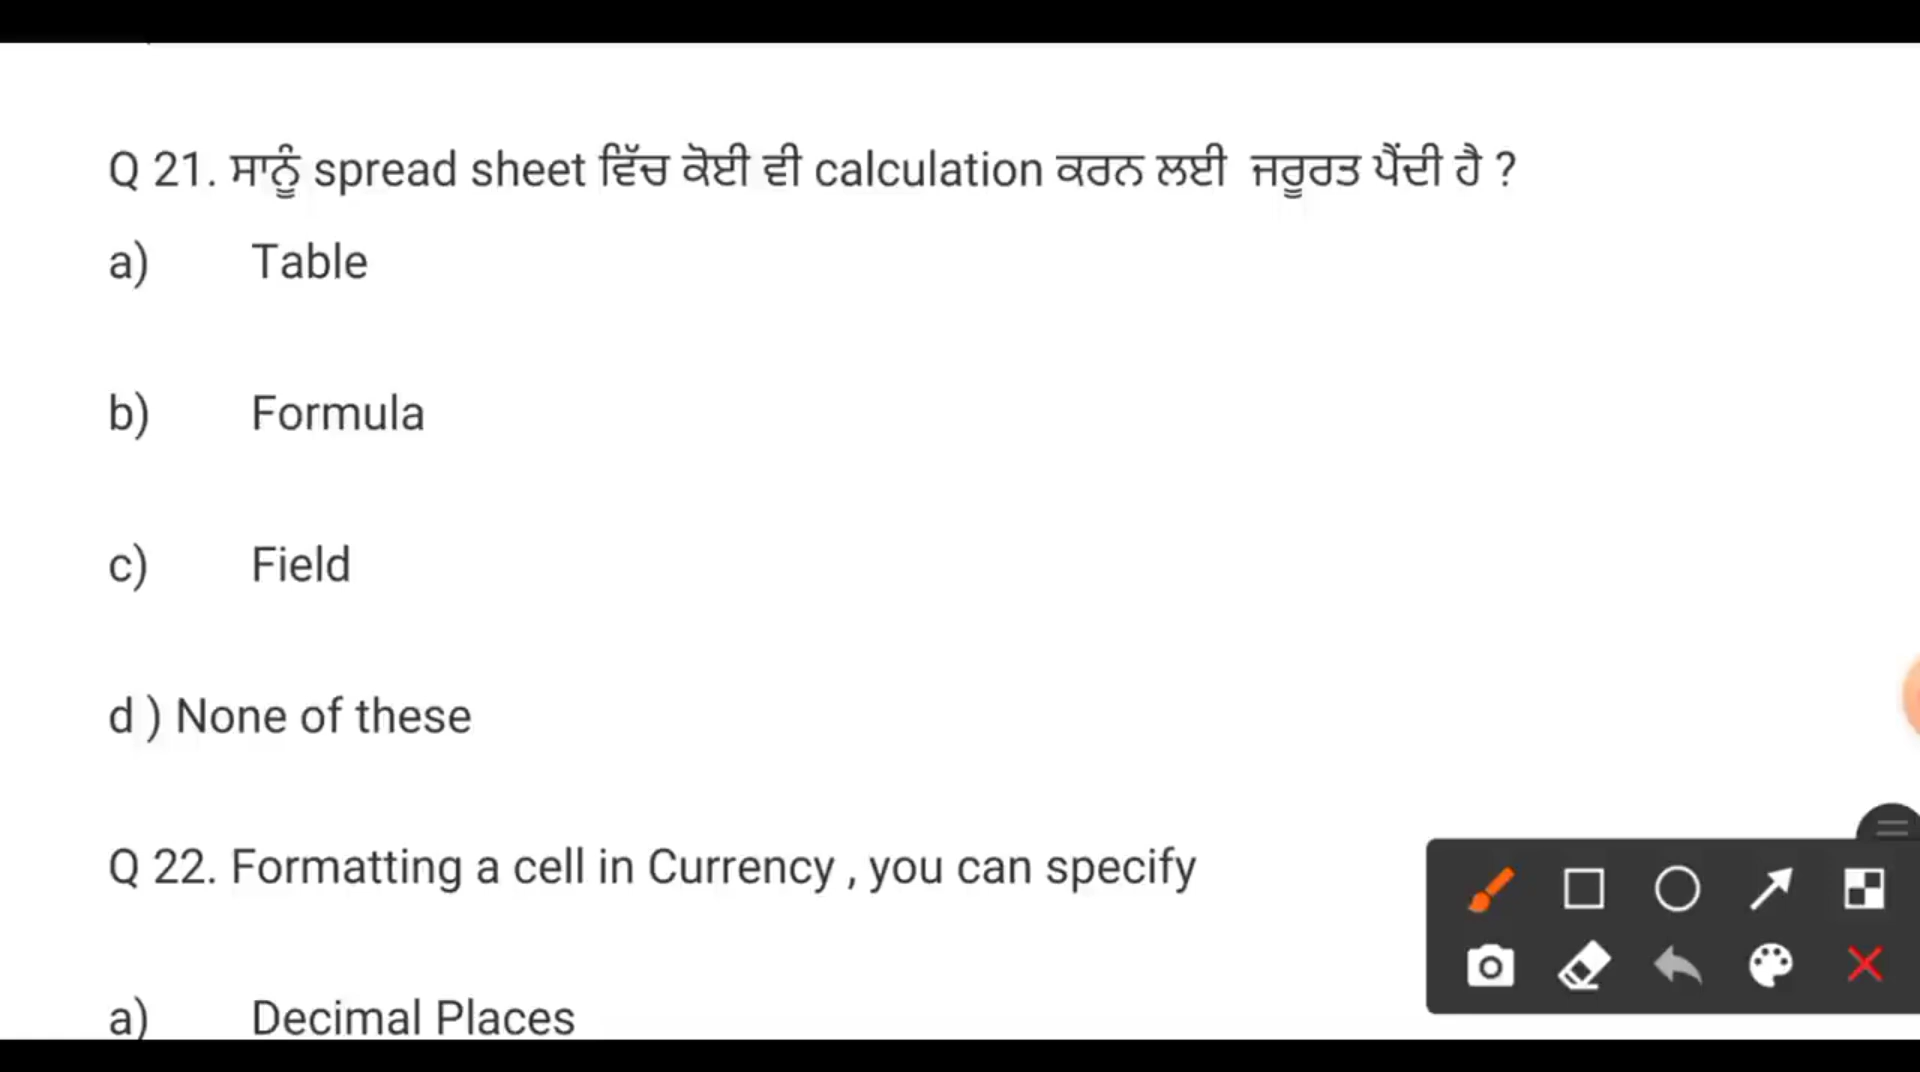 Q 21. ਸਾਨੂੰ spread sheet ਵਿੱਚ ਕੋਈ ਵੀ calculation ਕਰਨ ਲਈ ਜਰੂਰਤ ਪੈਂਦੀ ਹੈ ?
a) Table
b) Formula
c) Field
d ) None of these
Q 22. Formatting a cell in Currency , you can specify
a) Decimal Places